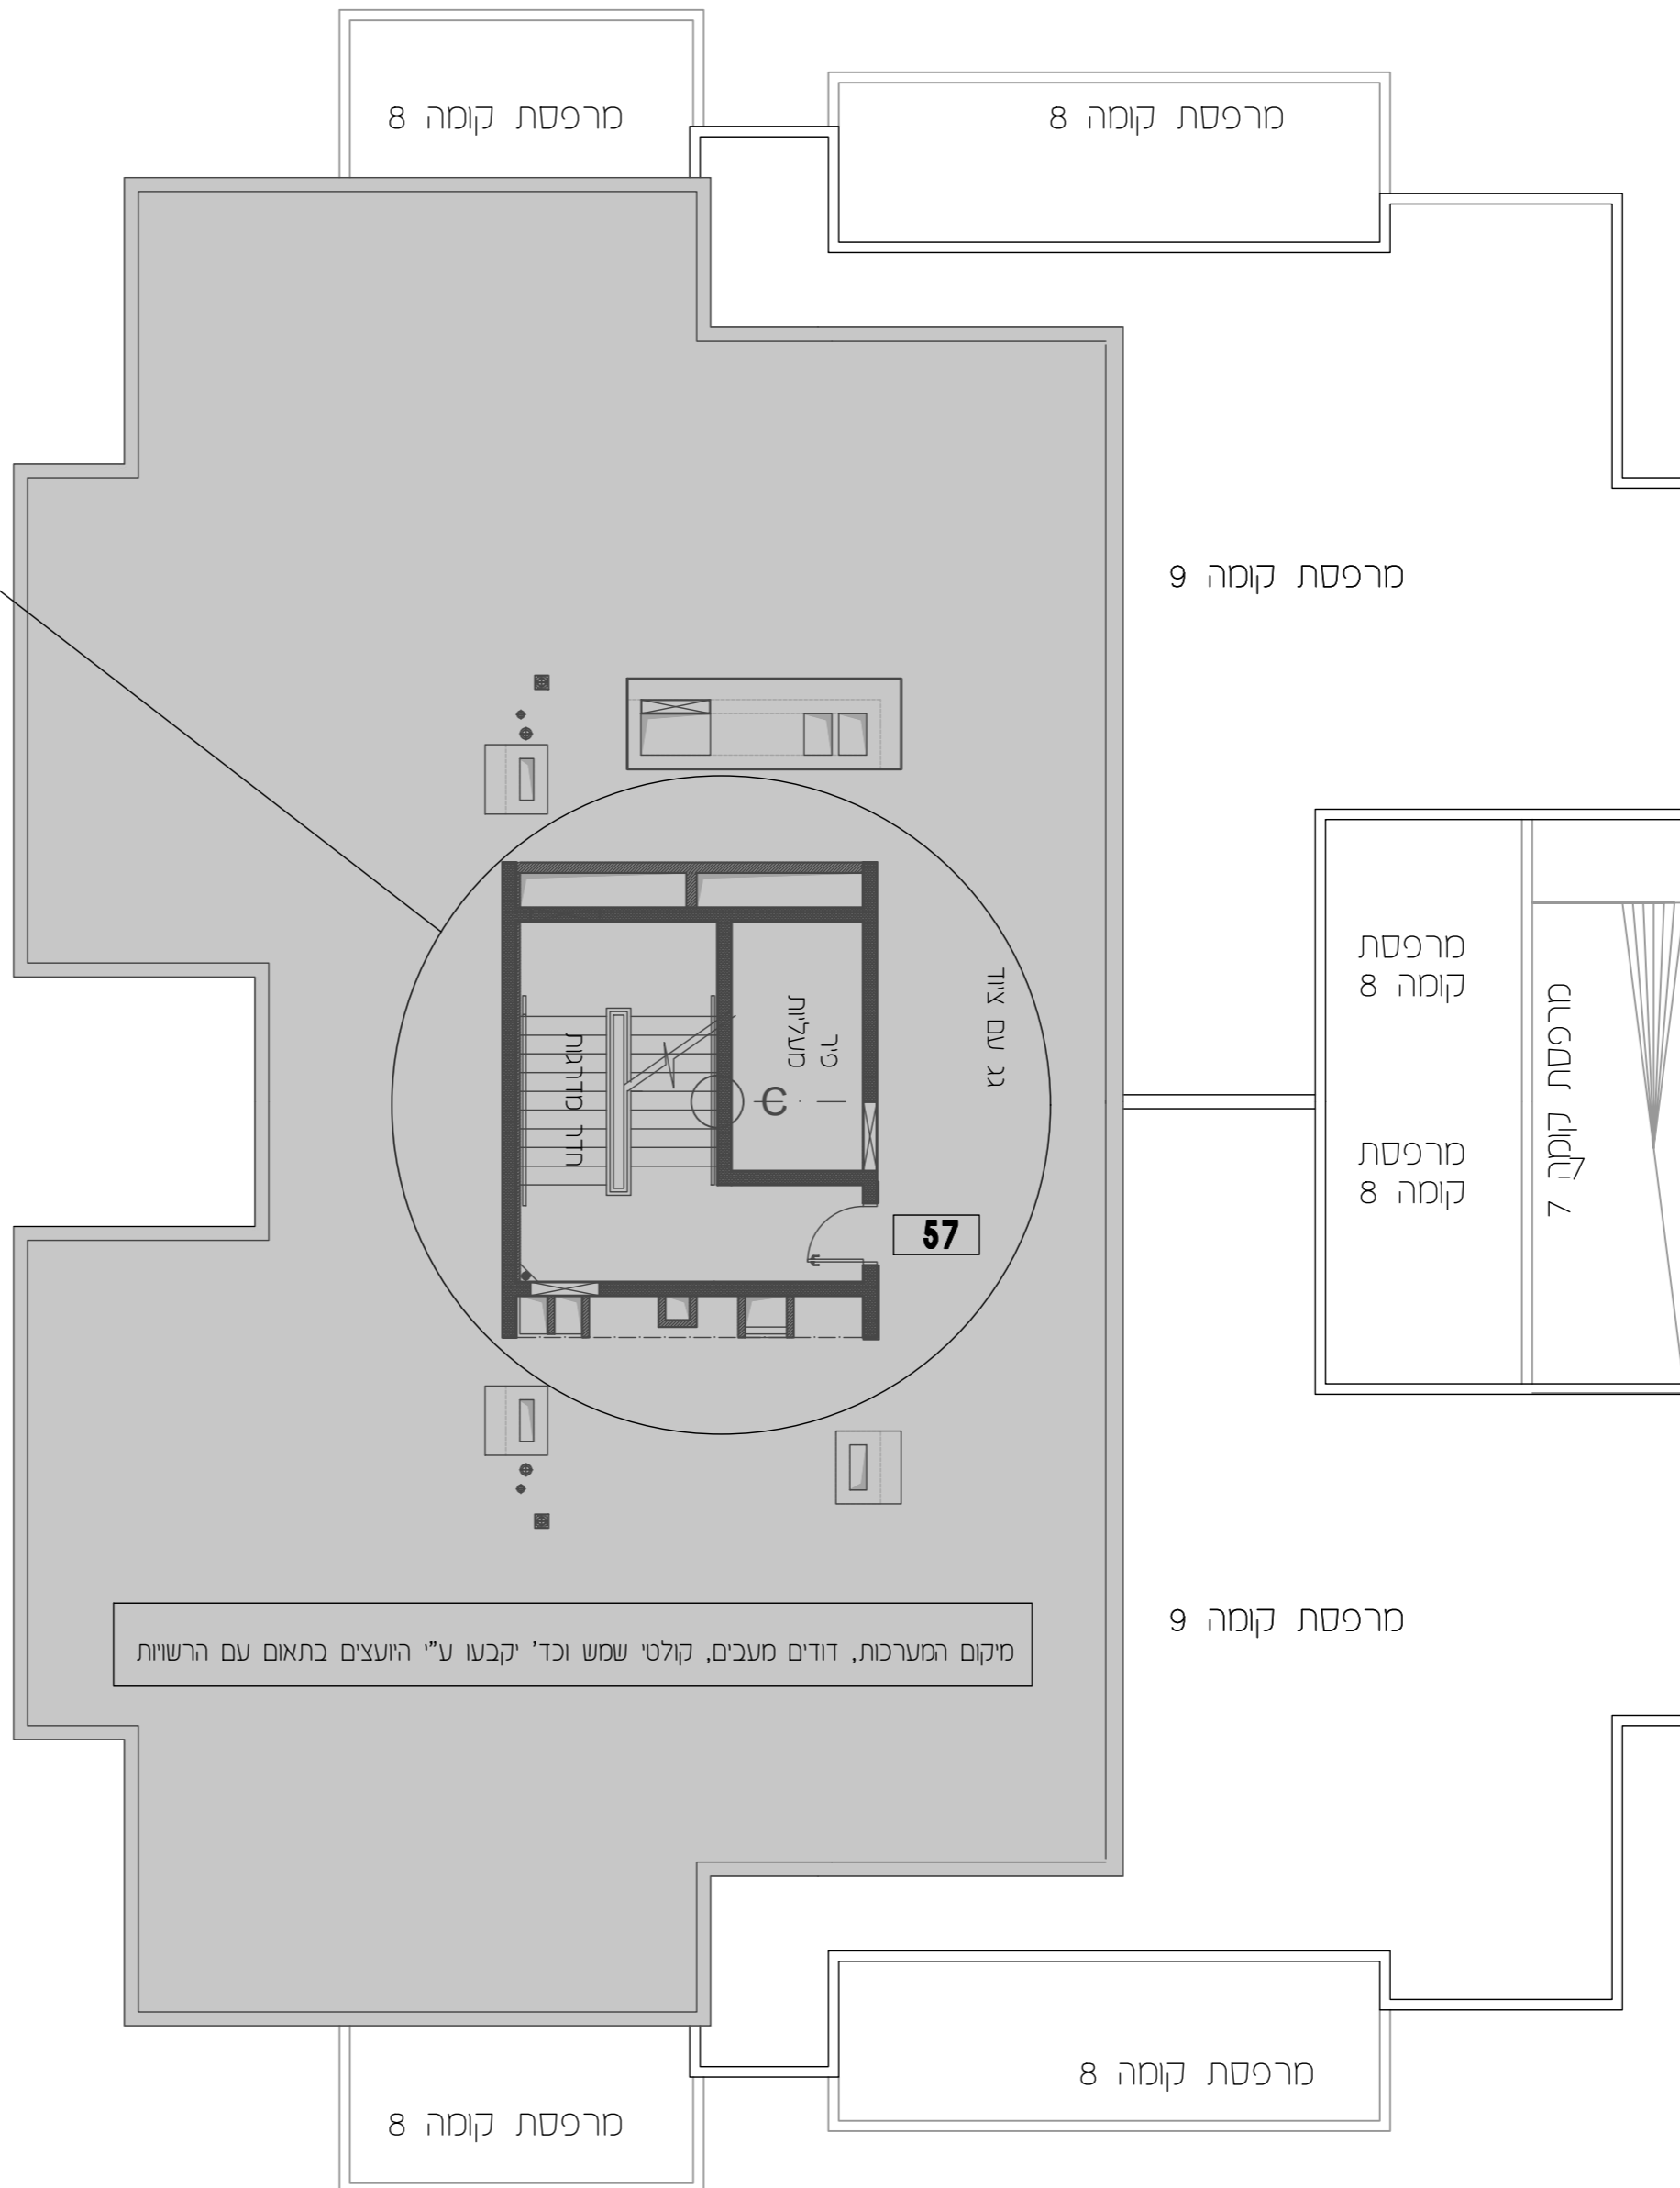 מרפסת קומה 8
מרפסת קומה 8
מרפסת קומה 9
מרפסת
קומה 8
מרפסת קומה 7
גג עם ציוד
פיר
מעליות
חדר מדרגות
C
מרפסת
קומה 8
57
מרפסת קומה 9
מיקום המערכות, דודים מעבים, קולטי שמש וכד' יקבעו ע"י היועצים בתאום עם הרשויות
מרפסת קומה 8
מרפסת קומה 8